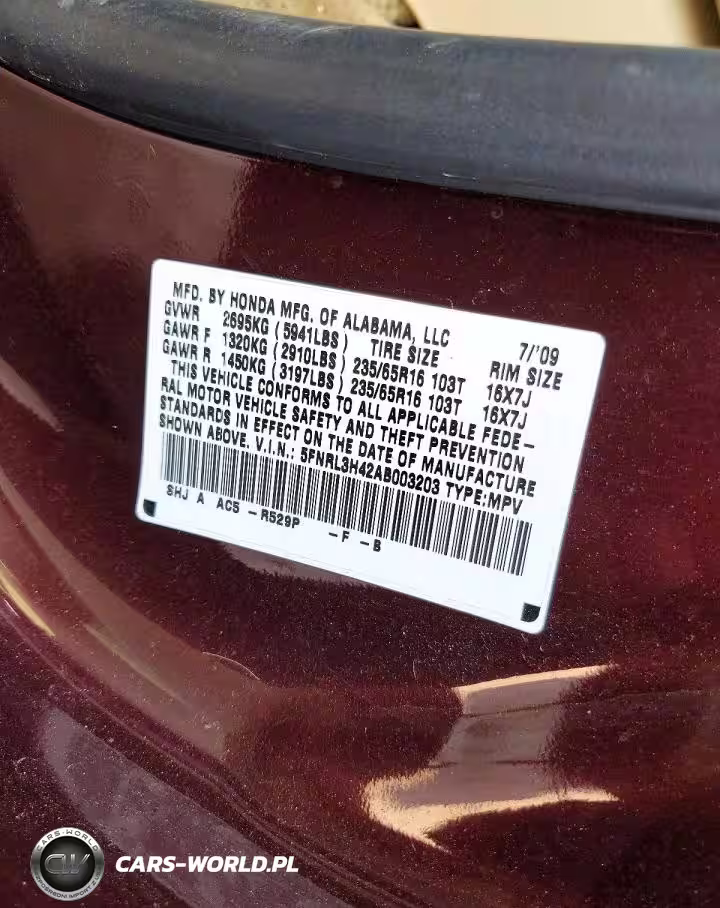 MFD. BY HONDA MFG. OF ALABAMA, LLC 7/'09
GVWR 2695KG ( 5941LBS ) TIRE SIZE RIM SIZE
GAWR F 1320KG ( 2910LBS ) 235/65R16 103T 16X7J
GAWR R 1450KG ( 3197LBS ) 235/65R16 103T 16X7J
THIS VEHICLE CONFORMS TO ALL APPLICABLE FEDE-
RAL MOTOR VEHICLE SAFETY AND THEFT PREVENTION
STANDARDS IN EFFECT ON THE DATE OF MANUFACTURE
SHOWN ABOVE. V.I.N.: 5FNRL3H42AB003203 TYPE:MPV
SHJ A AC5 -R529P -F -B
CARS-WORLD
CW
CARS-WORLD.PL